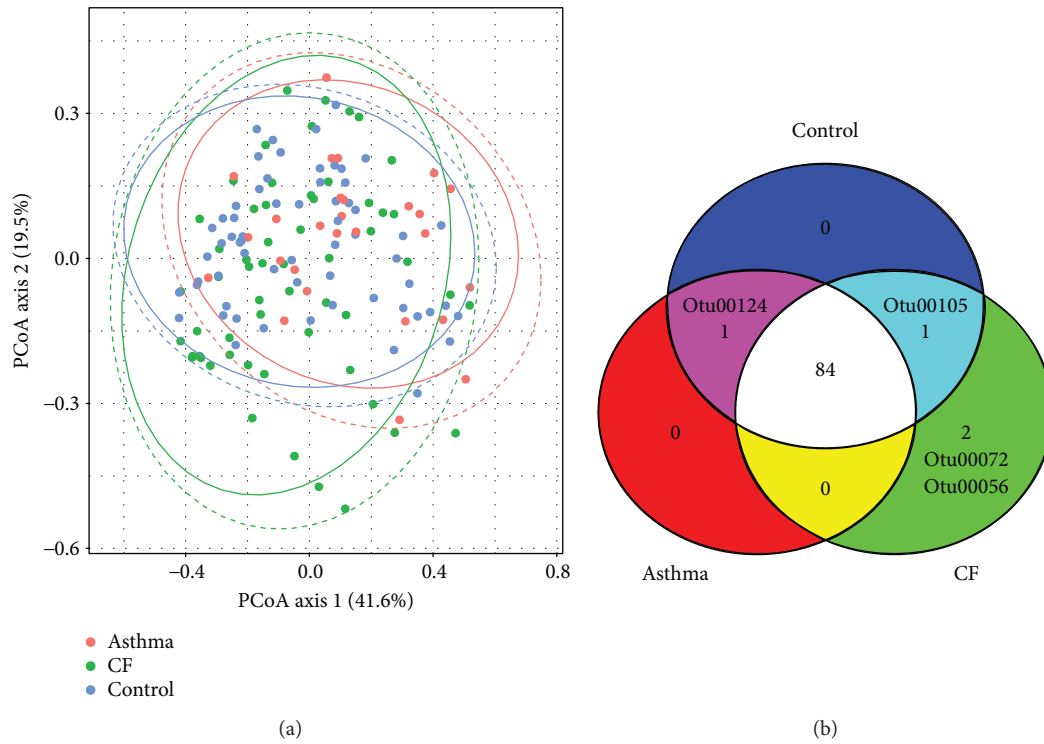 0.3
0.0
−0.3
−0.6
PCoA axis 2 (19.5%)
−0.4
0.0
0.4
0.8
PCoA axis 1 (41.6%)
Asthma
CF
Control
(a)
Control
0
Otu00124
1
Otu00105
1
84
0
2
Otu00072
Otu00056
0
Asthma
CF
(b)